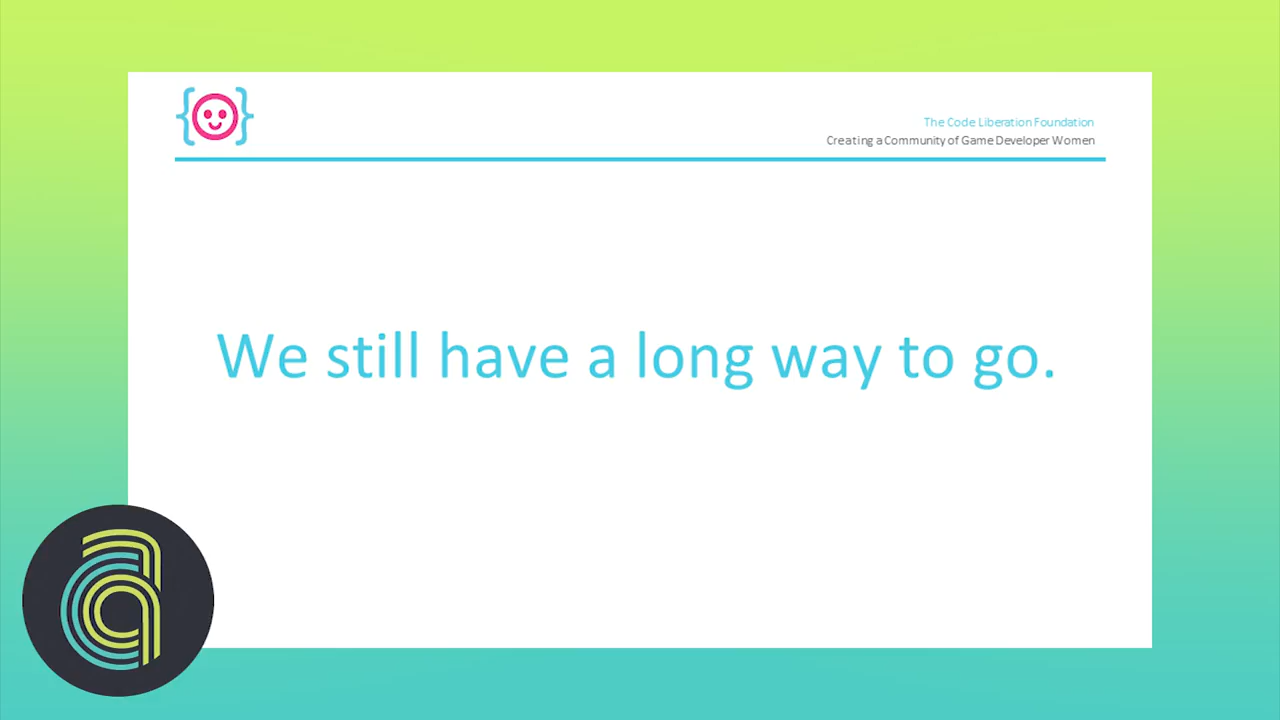 The Code Liberation Foundation
Creating a Community of Game Developer Women
We still have a long way to go.